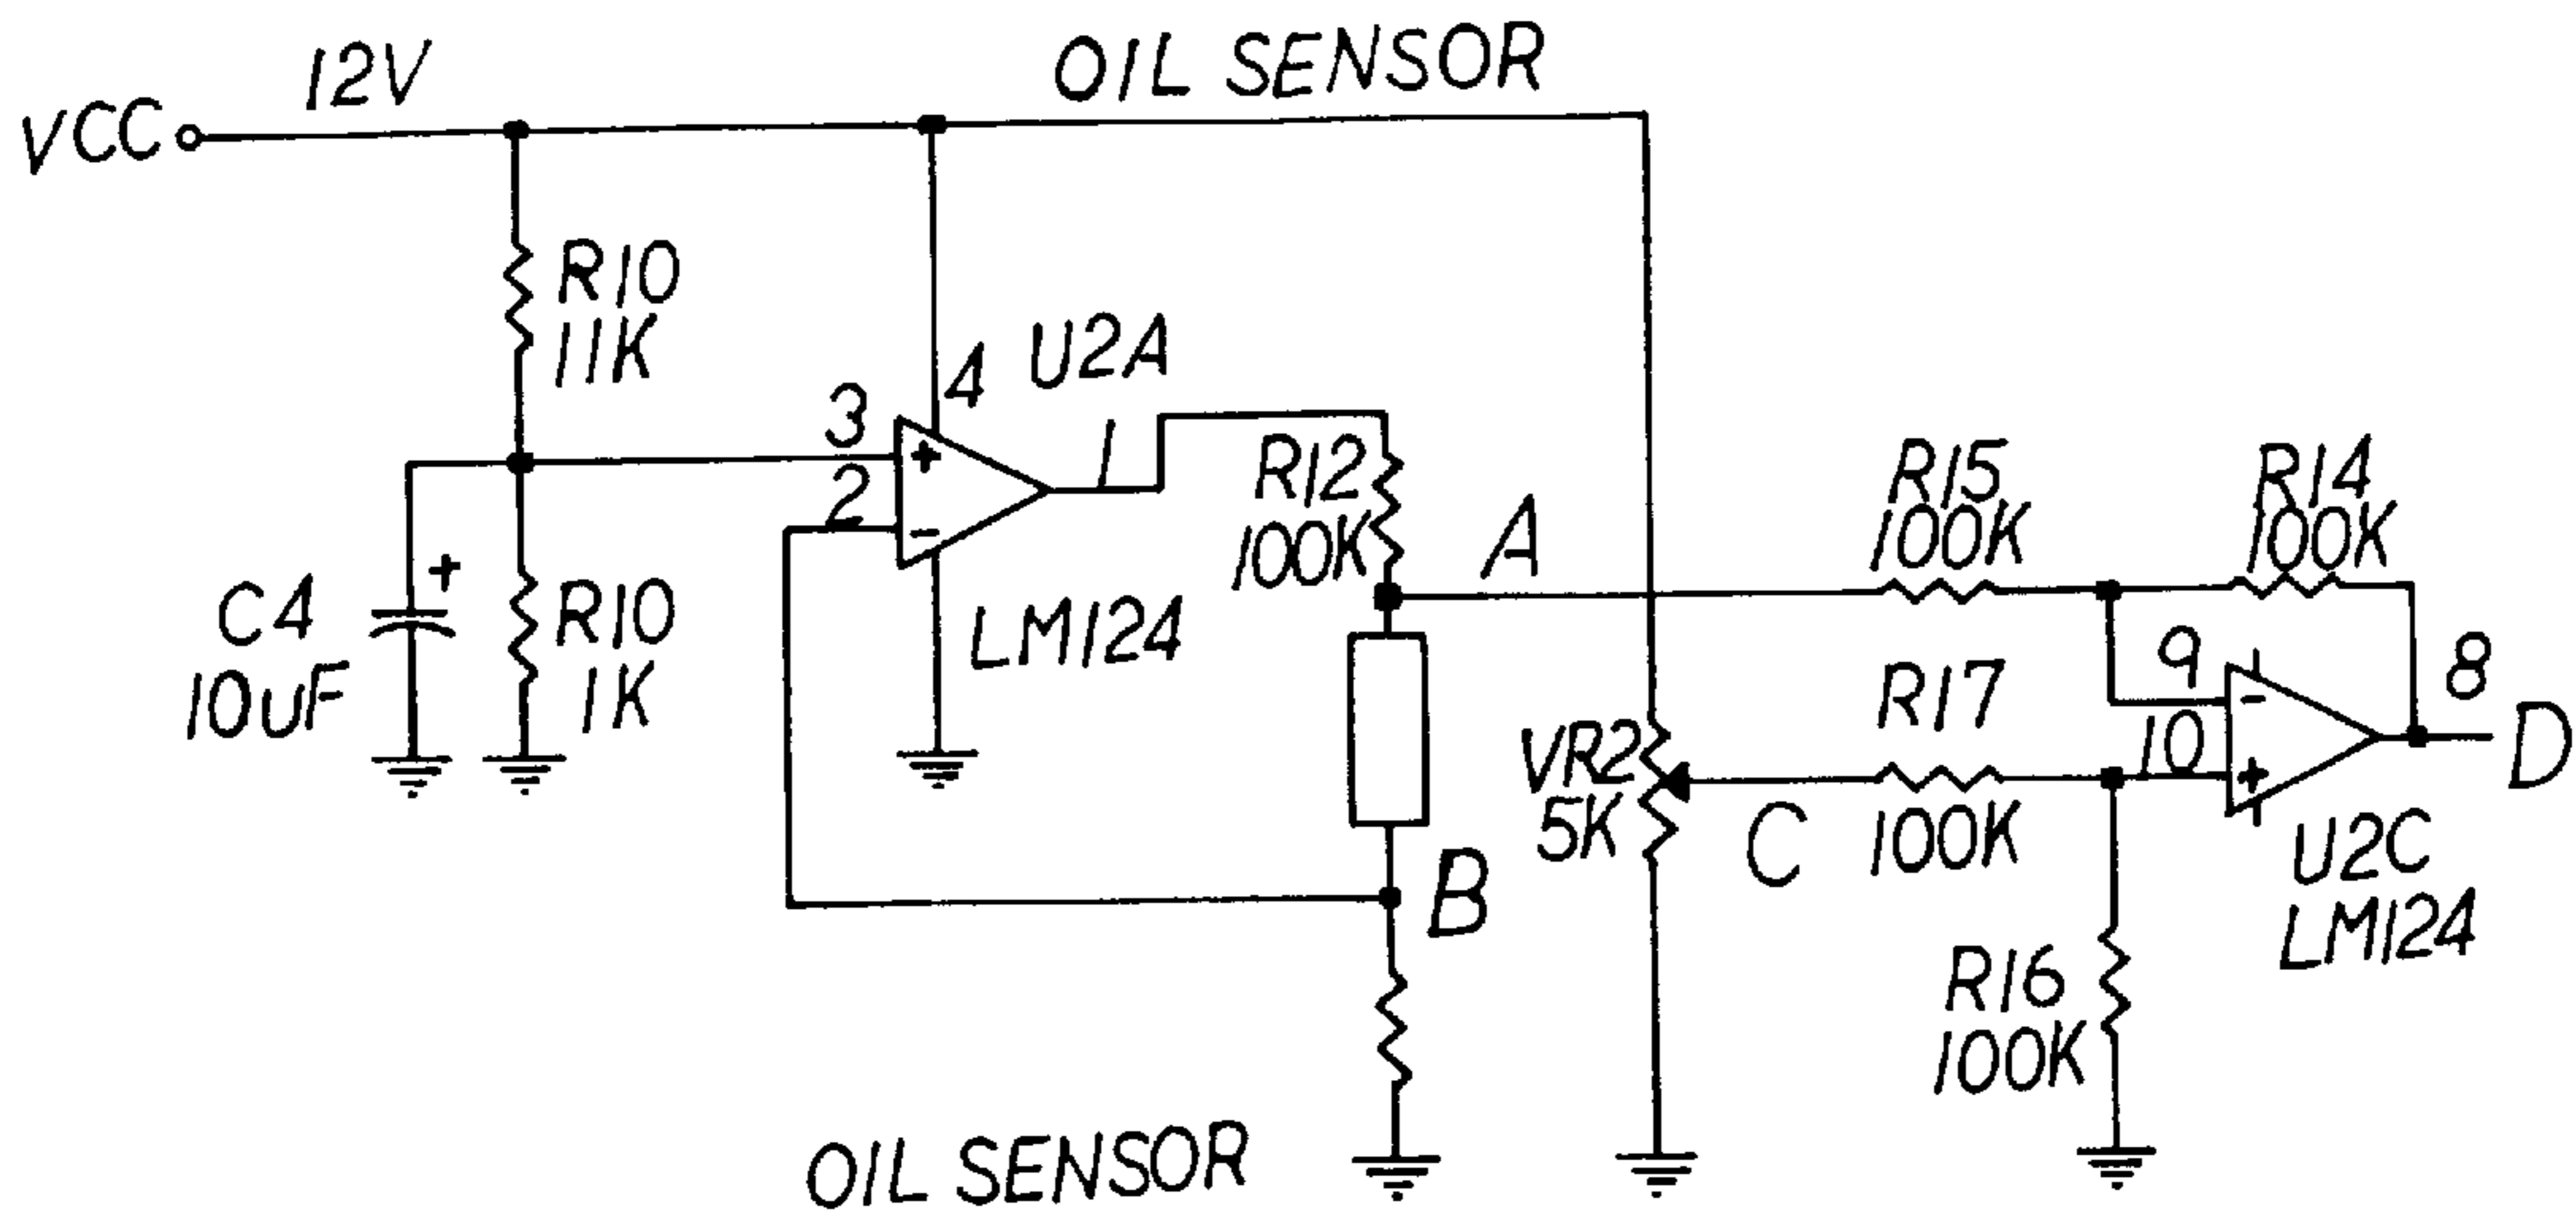 OIL SENSOR
12V
VCC
R10
11K
4
U2A
3
+
1
2
-
LM124
R12
100K
A
R15
100K
R14
100K
C4
10uF
+
R10
1K
9
-
8
D
R17
100K
10
+
VR2
5K
C
U2C
LM124
B
R16
100K
OIL SENSOR